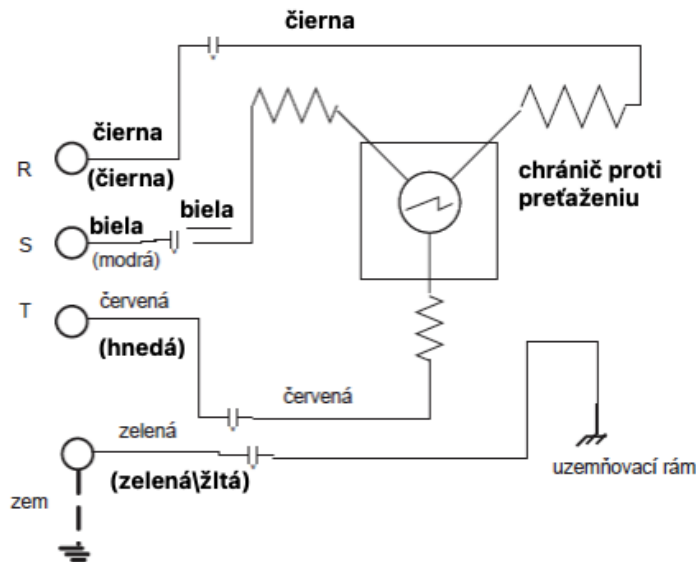 čierna
R
čierna
(čierna)
chránič proti
preťaženiu
S
biela
biela
(modrá)
T
červená
(hnedá)
červená
zelená
(zelená\žltá)
uzemňovací rám
zem